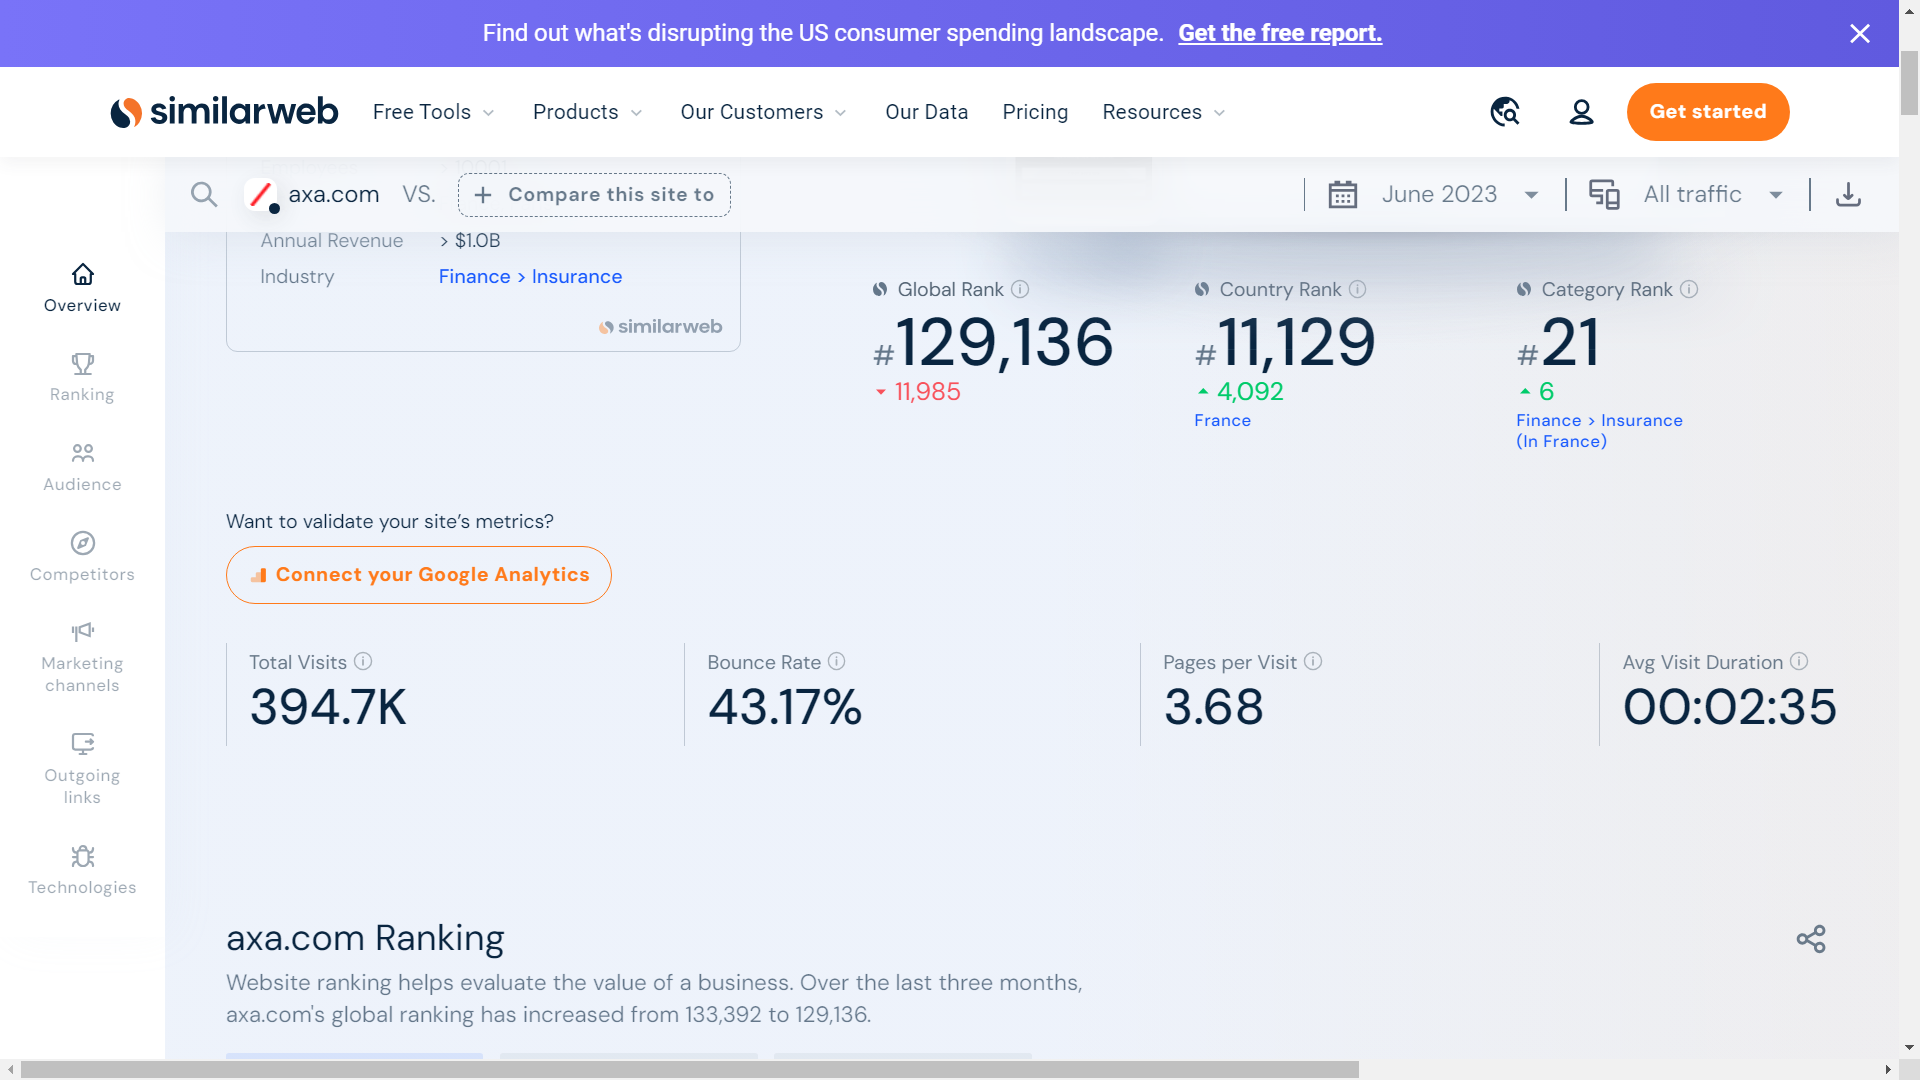 Find out what's disrupting the US consumer spending landscape. Get the free report.
similarweb Free Tools Products Our Customers Our Data Pricing Resources Get started
axa.com VS. + Compare this site to June 2023 All traffic
Annual Revenue > $1.0B
Industry Finance > Insurance
similarweb
Overview
Ranking
Audience
Competitors
Marketing
channels
Outgoing
links
Technologies
Global Rank Country Rank Category Rank
#129,136 #11,129 #21
11,985 4,092 6
France Finance > Insurance
(In France)
Want to validate your site’s metrics?
Connect your Google Analytics
Total Visits Bounce Rate Pages per Visit Avg Visit Duration
394.7K 43.17% 3.68 00:02:35
axa.com Ranking
Website ranking helps evaluate the value of a business. Over the last three months,
axa.com's global ranking has increased from 133,392 to 129,136.